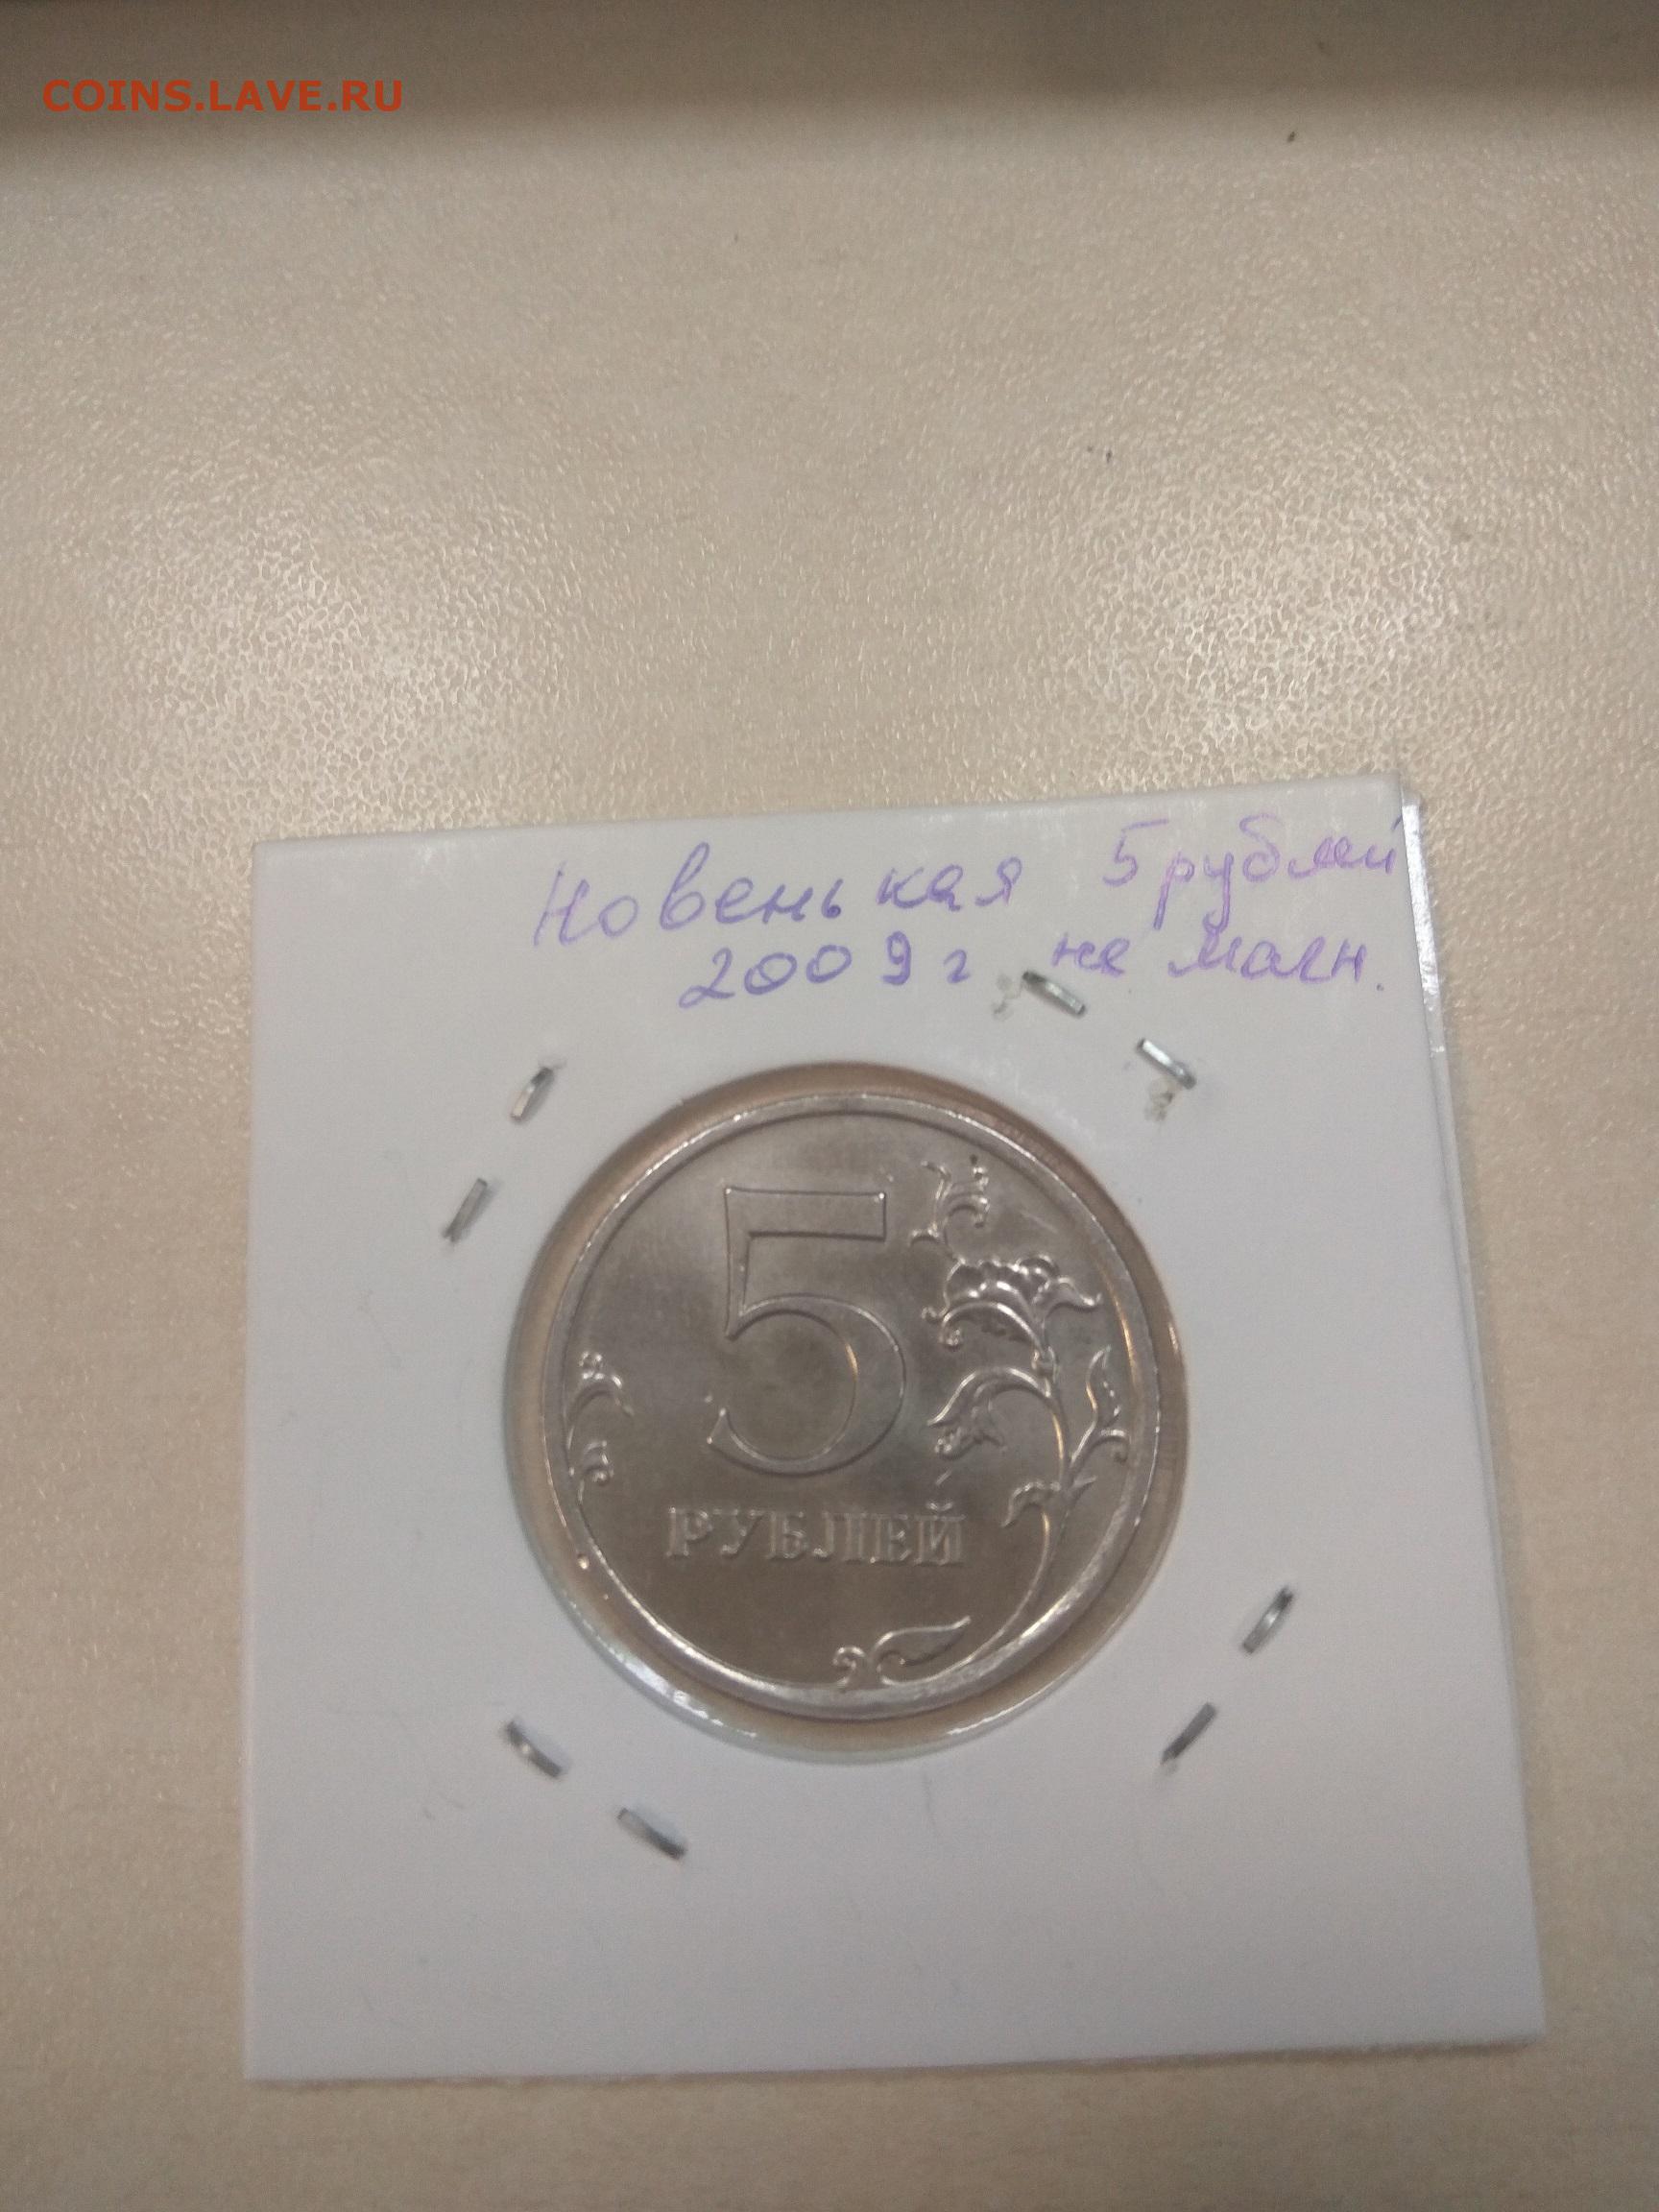 COINS.LAVE.RU
Новенькая 5 рублей
2009 г не магн.
5
РУБЛЕЙ